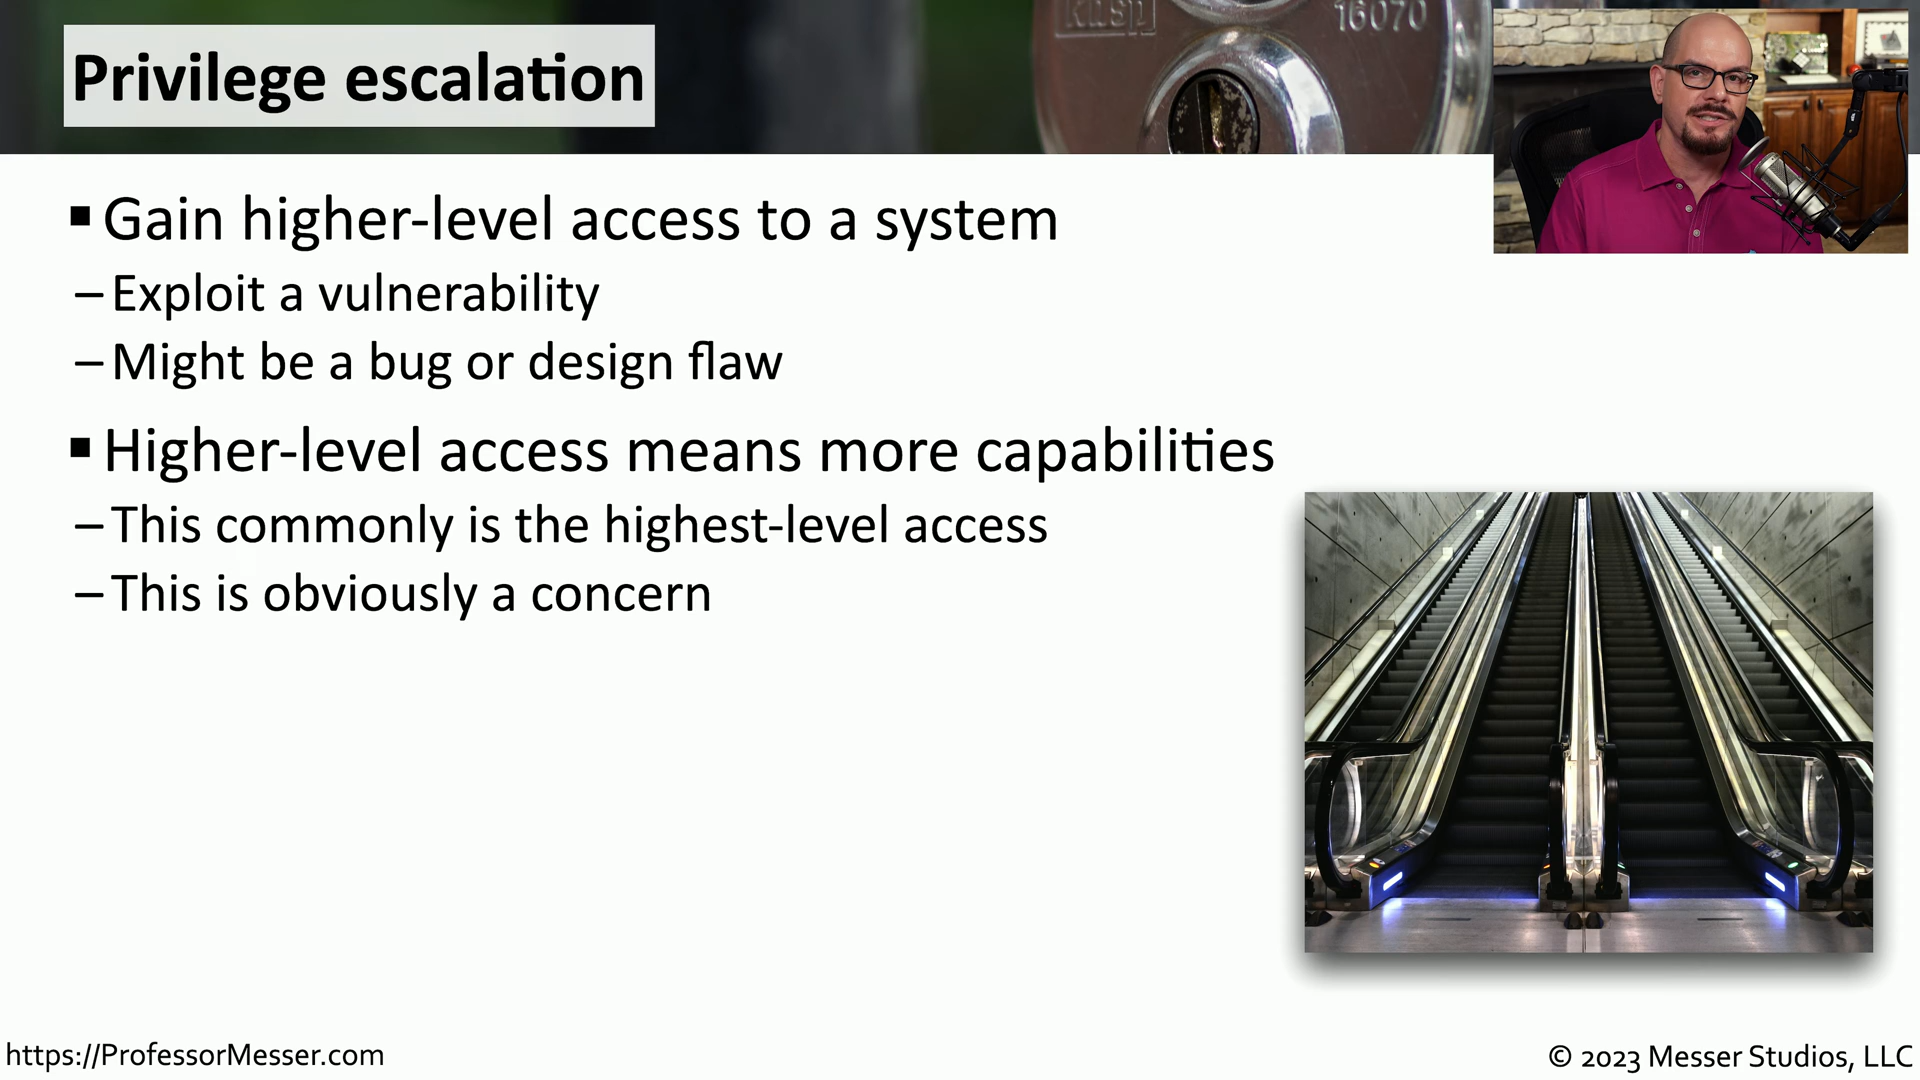 Privilege escalation
16070
▪ Gain higher-level access to a system
– Exploit a vulnerability
– Might be a bug or design flaw
▪ Higher-level access means more capabilities
– This commonly is the highest-level access
– This is obviously a concern
https://ProfessorMesser.com
© 2023 Messer Studios, LLC